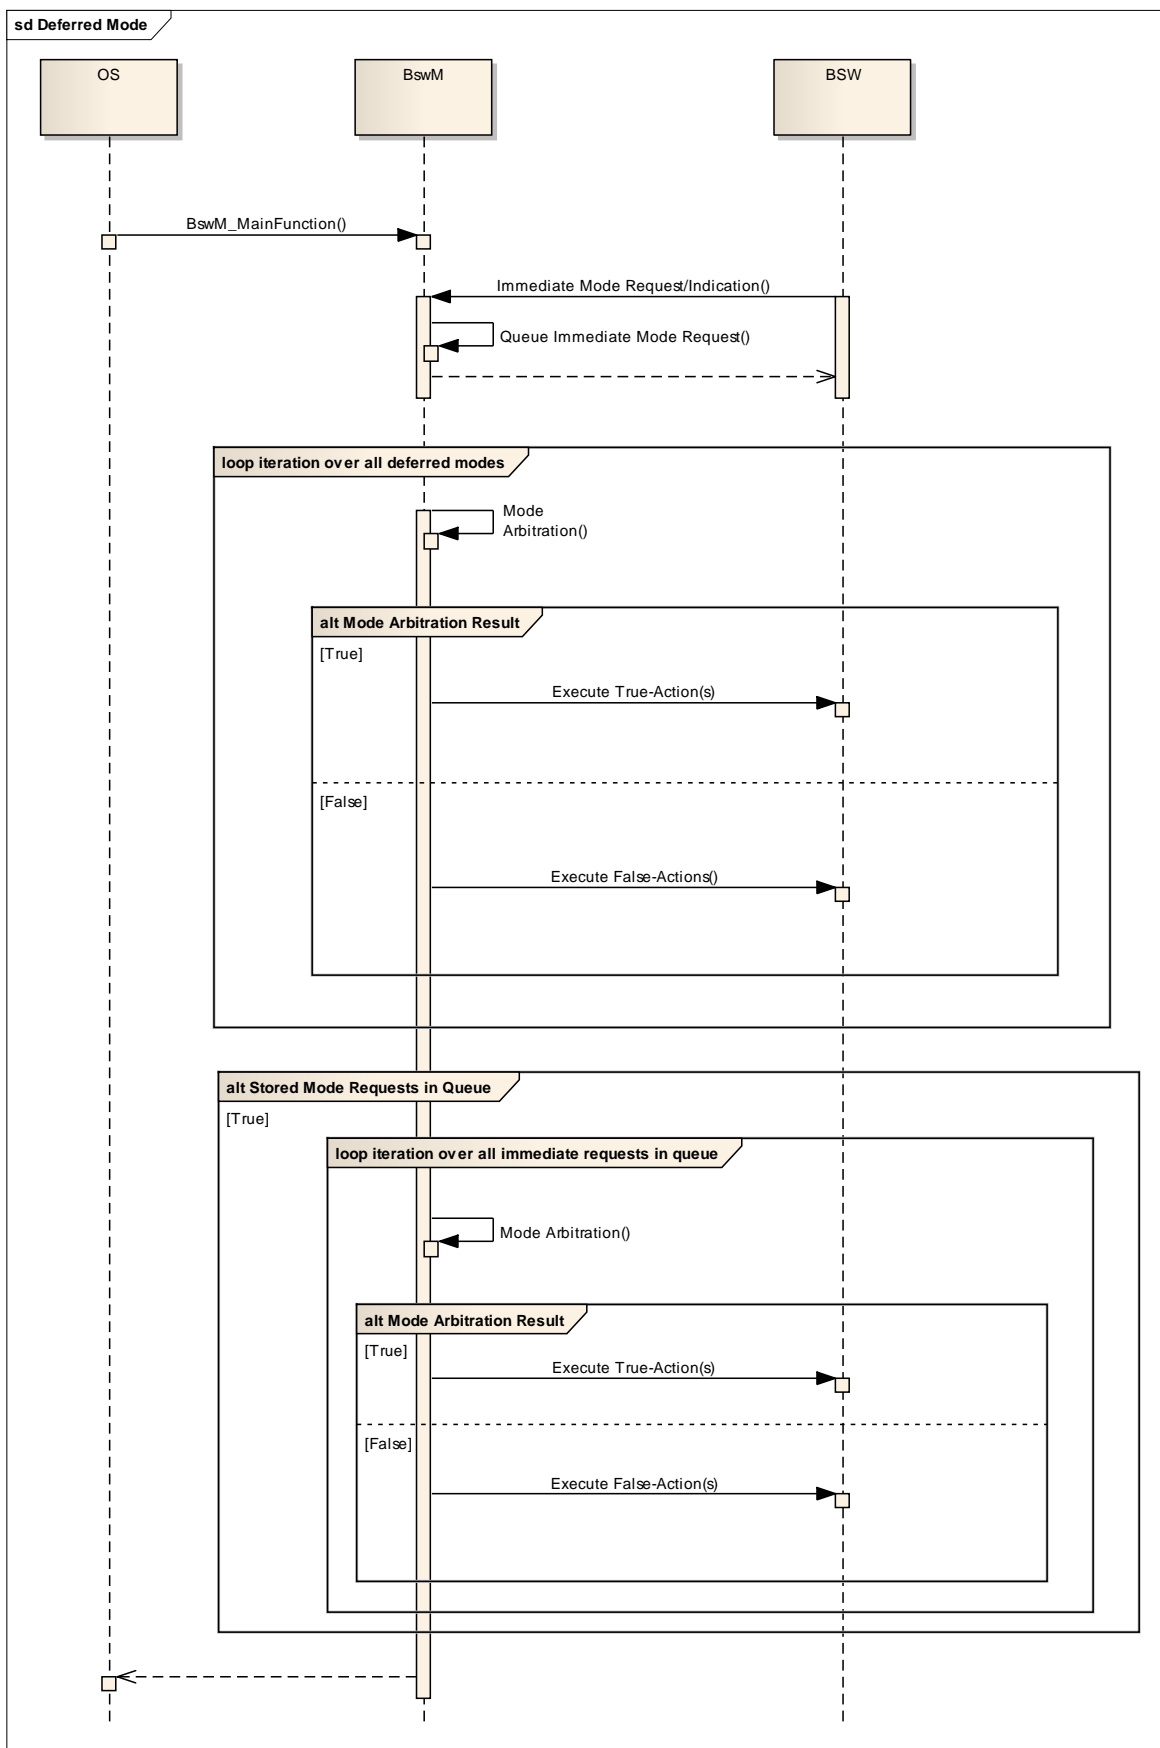 sd Deferred Mode
OS
BswM
BSW
BswM_MainFunction()
Immediate Mode Request/Indication()
Queue Immediate Mode Request()
loop iteration over all deferred modes
Mode
Arbitration()
alt Mode Arbitration Result
[True]
Execute True-Action(s)
[False]
Execute False-Actions()
alt Stored Mode Requests in Queue
[True]
loop iteration over all immediate requests in queue
Mode Arbitration()
alt Mode Arbitration Result
[True]
Execute True-Action(s)
[False]
Execute False-Action(s)